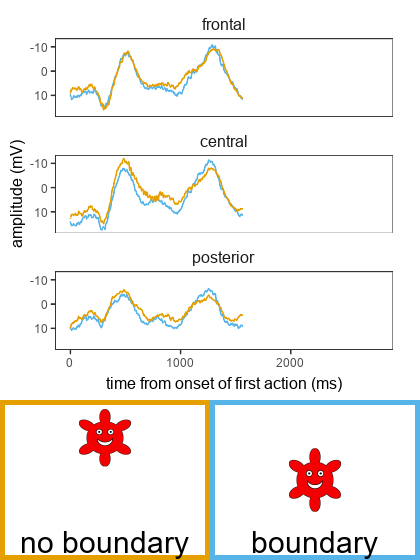 frontal
-10
0
10
central
-10
0
10
posterior
-10
0
10
0 1000 2000
amplitude (mV)
time from onset of first action (ms)
no boundary
boundary